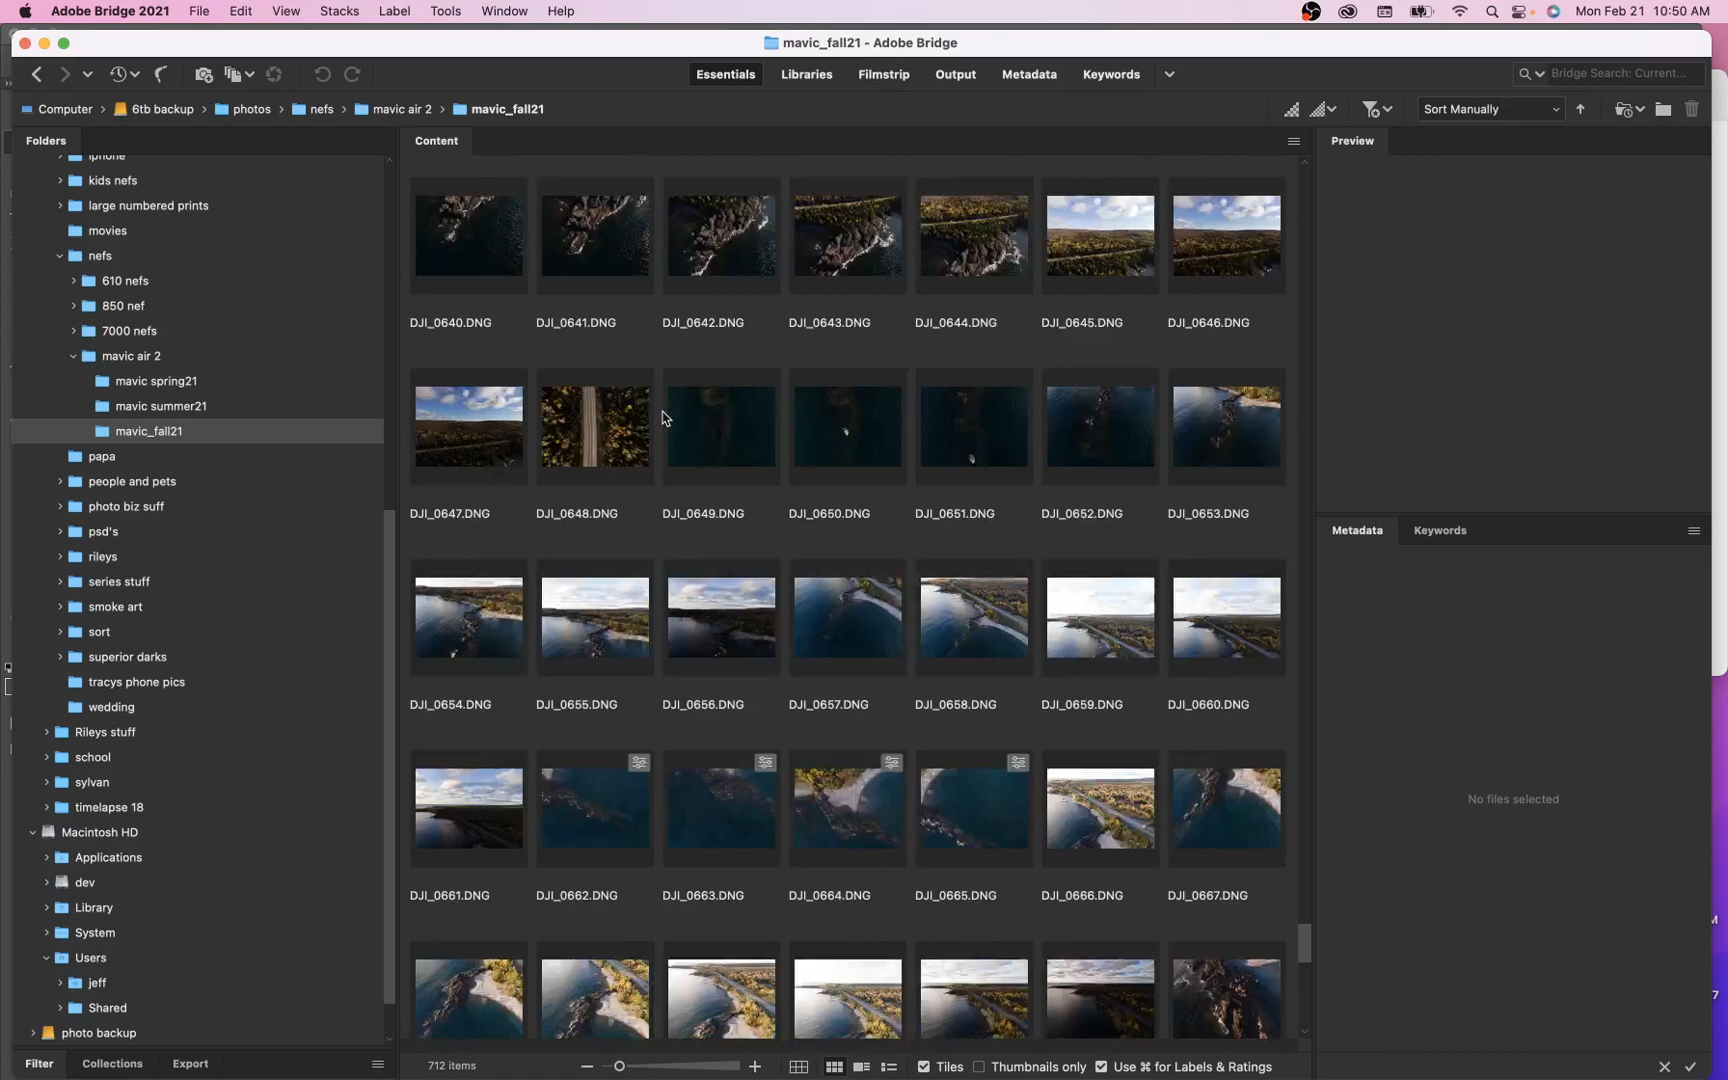 Adobe Bridge 2021 File Edit View Stacks Label Tools Window Help Mon Feb 21 10:50 AM
mavic_fall21 - Adobe Bridge
Essentials Libraries Filmstrip Output Metadata Keywords Bridge Search: Current...
Computer 6tb backup photos nefs mavic air 2 mavic_fall21 Sort Manually
Folders Content Preview
iphone
kids nefs
large numbered prints
movies
nefs
610 nefs
850 nef
7000 nefs
mavic air 2
mavic spring21
mavic summer21
mavic_fall21
papa
people and pets
photo biz suff
psd's
rileys
series stuff
smoke art
sort
superior darks
tracys phone pics
wedding
Rileys stuff
school
sylvan
timelapse 18
Macintosh HD
Applications
dev
Library
System
Users
jeff
Shared
photo backup
Filter Collections Export
DJI_0640.DNG DJI_0641.DNG DJI_0642.DNG DJI_0643.DNG DJI_0644.DNG DJI_0645.DNG DJI_0646.DNG
DJI_0647.DNG DJI_0648.DNG DJI_0649.DNG DJI_0650.DNG DJI_0651.DNG DJI_0652.DNG DJI_0653.DNG
DJI_0654.DNG DJI_0655.DNG DJI_0656.DNG DJI_0657.DNG DJI_0658.DNG DJI_0659.DNG DJI_0660.DNG
DJI_0661.DNG DJI_0662.DNG DJI_0663.DNG DJI_0664.DNG DJI_0665.DNG DJI_0666.DNG DJI_0667.DNG
712 items Tiles Thumbnails only Use ⌘ for Labels & Ratings
Metadata Keywords
No files selected